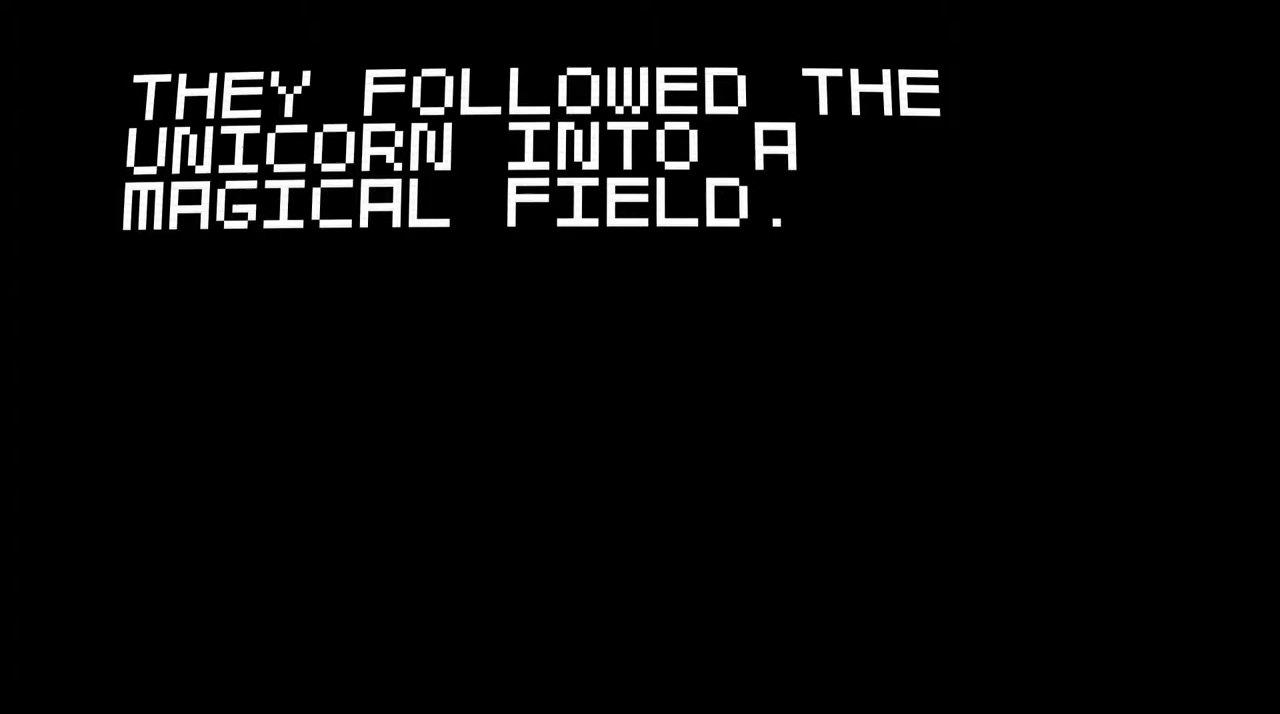 THEY FOLLOWED THE
UNICORN INTO A
MAGICAL FIELD.